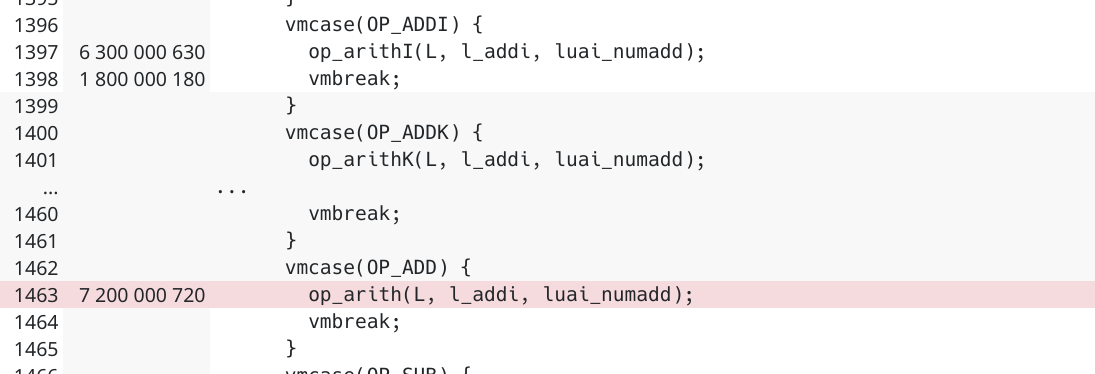 1395 }
1396 vmcase(OP_ADDI) {
1397 6 300 000 630 op_arithI(L, l_addi, luai_numadd);
1398 1 800 000 180 vmbreak;
1399 }
1400 vmcase(OP_ADDK) {
1401 op_arithK(L, l_addi, luai_numadd);
... ...
1460 vmbreak;
1461 }
1462 vmcase(OP_ADD) {
1463 7 200 000 720 op_arith(L, l_addi, luai_numadd);
1464 vmbreak;
1465 }
1466 vmcase(OP_SUB) {